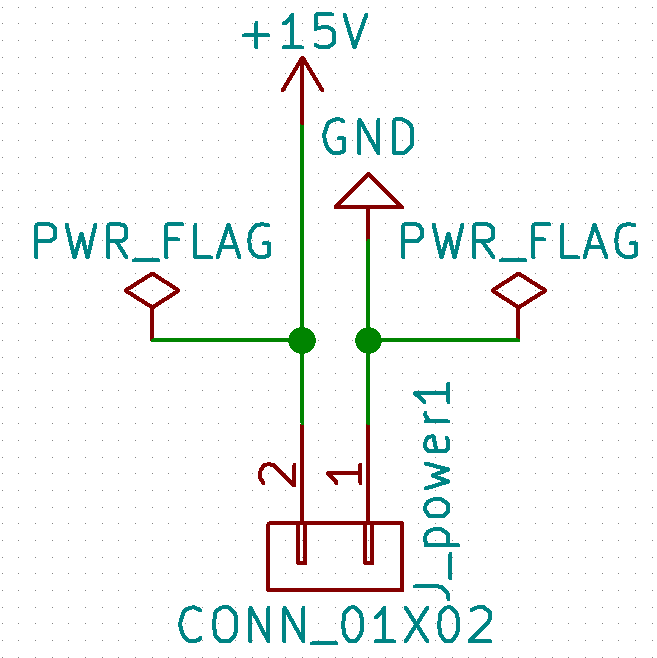 +15V
GND
PWR_FLAG
PWR_FLAG
2
1
J_power1
CONN_01X02